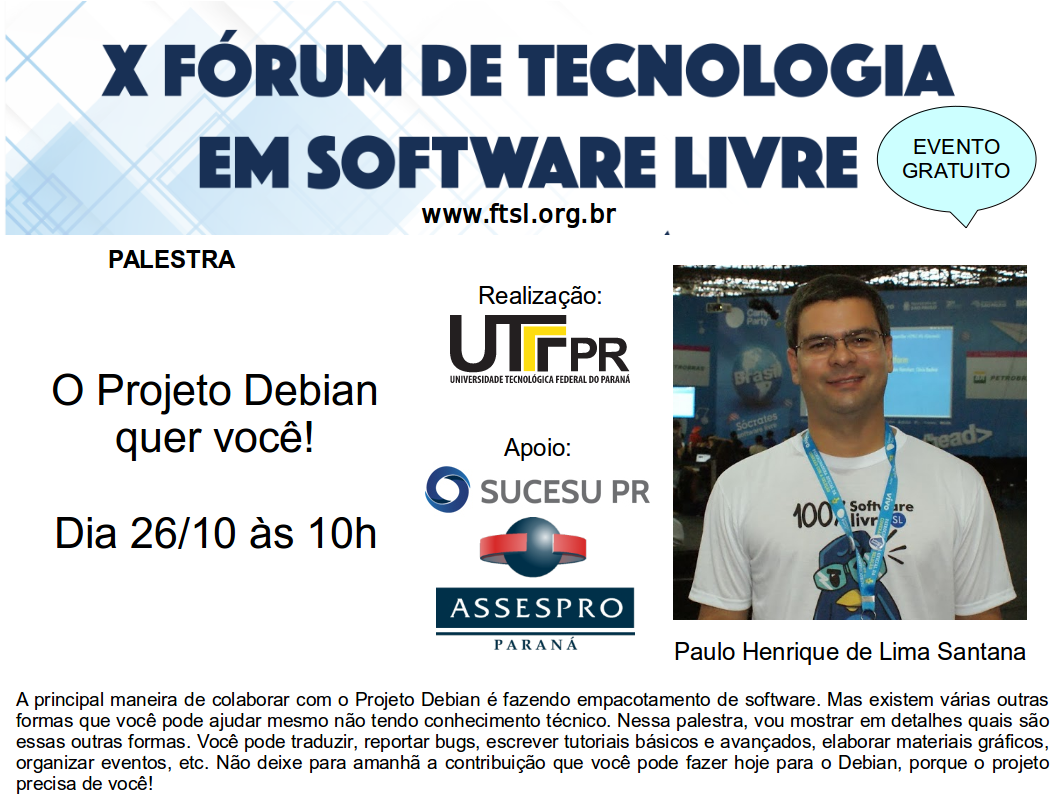 X FÓRUM DE TECNOLOGIA
EM SOFTWARE LIVRE
EVENTO
GRATUITO
www.ftsl.org.br
PALESTRA
O Projeto Debian
quer você!
Dia 26/10 às 10h
Realização:
UTFPR
UNIVERSIDADE TECNOLÓGICA FEDERAL DO PARANÁ
Apoio:
SUCESU PR
ASSESPRO
PARANÁ
Party
Brasil
Sócrates
PETROBRAS
100% Software
livre
SL
vivo
Paulo Henrique de Lima Santana
A principal maneira de colaborar com o Projeto Debian é fazendo empacotamento de software. Mas existem várias outras
formas que você pode ajudar mesmo não tendo conhecimento técnico. Nessa palestra, vou mostrar em detalhes quais são
essas outras formas. Você pode traduzir, reportar bugs, escrever tutoriais básicos e avançados, elaborar materiais gráficos,
organizar eventos, etc. Não deixe para amanhã a contribuição que você pode fazer hoje para o Debian, porque o projeto
precisa de você!